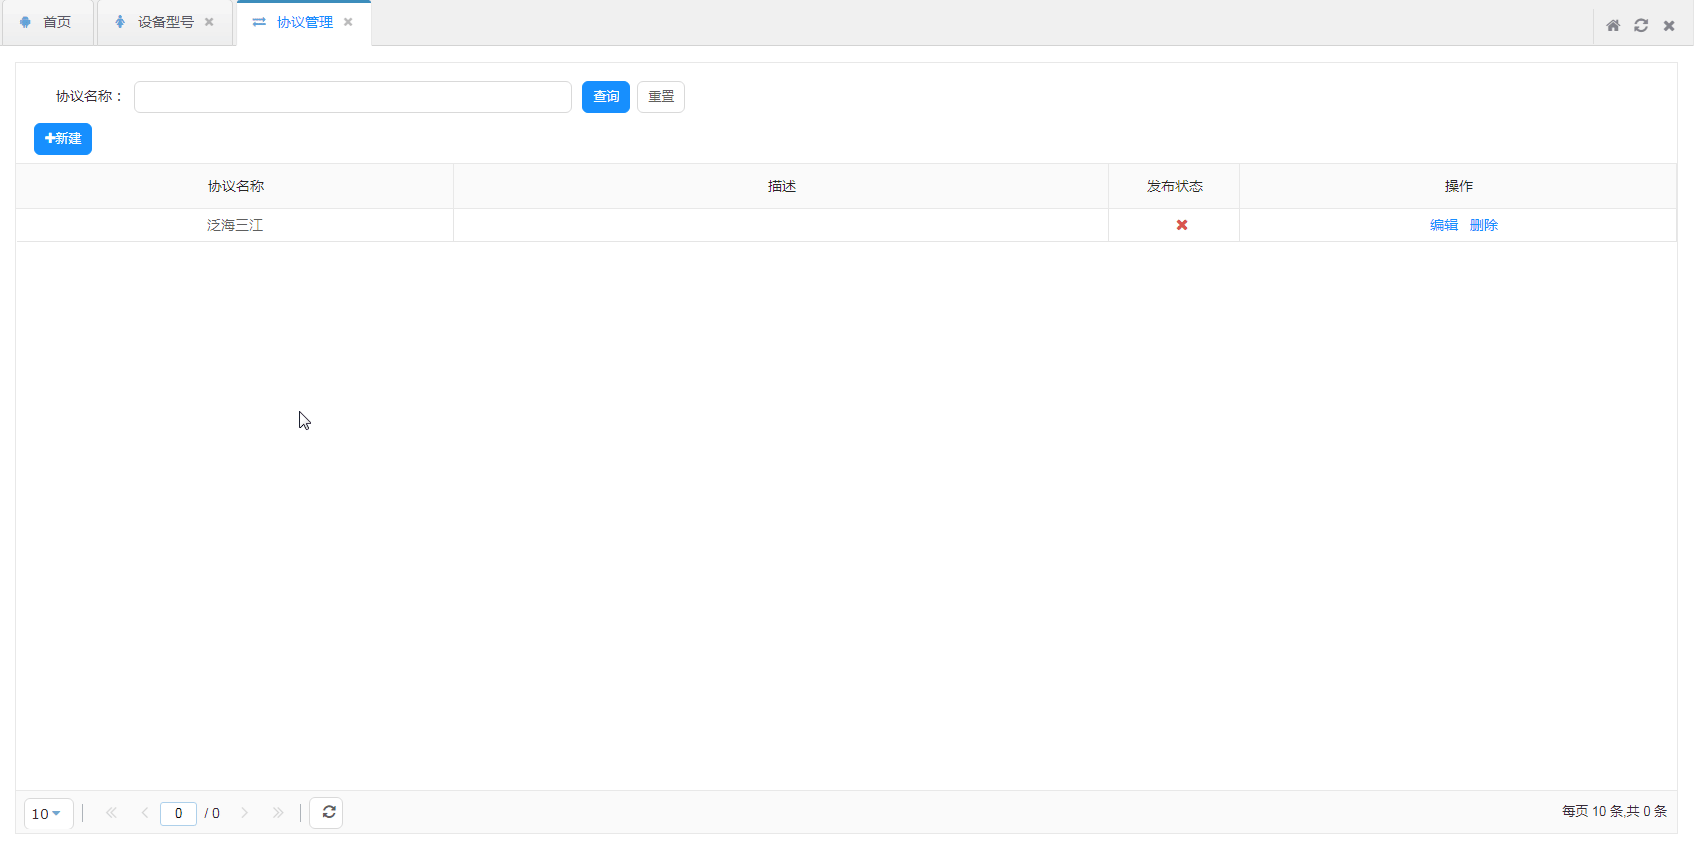 首页 设备型号 协议管理
协议名称： 查询 重置
新建
协议名称 描述 发布状态 操作
泛海三江 编辑 删除
10 0 / 0 每页 10 条,共 0 条